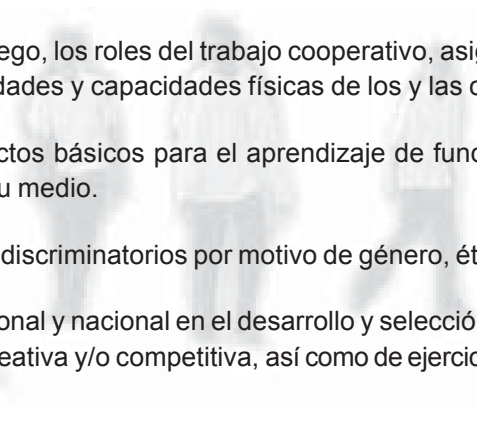 ego, los roles del trabajo cooperativo, asi
dades y capacidades físicas de los y las
ctos básicos para el aprendizaje de func
u medio.
discriminatorios por motivo de género, ét
onal y nacional en el desarrollo y selecció
eativa y/o competitiva, así como de ejercic